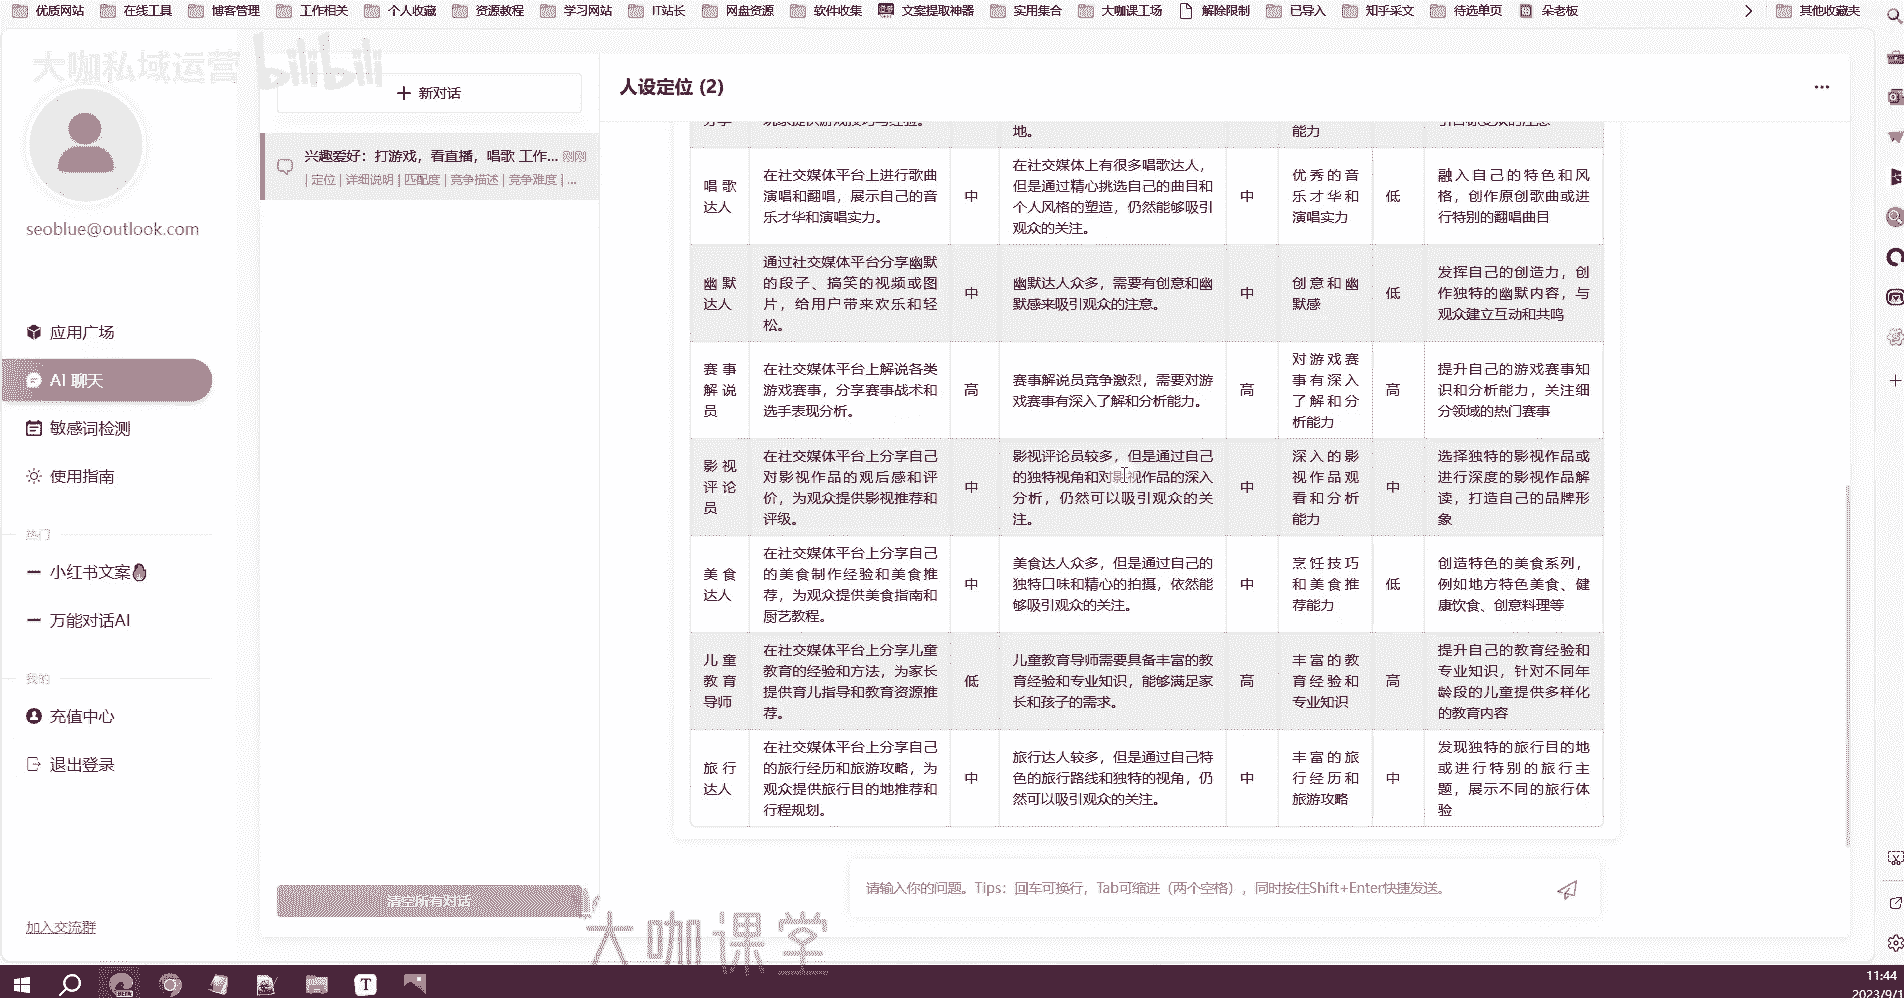 优质网站 在线工具 博客管理 工作相关 个人收藏 资源教程 学习网站 IT站长 网盘资源 软件收集 文案提取神器 实用集合 大咖课工场 解除限制 已导入 知乎采文 待选单页 朵老板 其他收藏夹
大咖私域运营 bilibili
+ 新对话
人设定位 (2)
兴趣爱好：打游戏，看直播，唱歌 工作... 刚刚
| 定位 | 详细说明 | 匹配度 | 竞争描述 | 竞争难度 | ...
seoblue@outlook.com
应用广场
AI 聊天
敏感词检测
使用指南
热门
小红书文案
万能对话AI
我的
充值中心
退出登录
加入交流群
清空所有对话
地。
能力
唱歌
达人
在社交媒体平台上进行歌曲
演唱和翻唱，展示自己的音
乐才华和演唱实力。
中
在社交媒体上有很多唱歌达人，
但是通过精心挑选自己的曲目和
个人风格的塑造，仍然能够吸引
观众的关注。
中
优秀的音
乐才华和
演唱实力
低
融入自己的特色和风
格，创作原创歌曲或进
行特别的翻唱曲目
幽默
达人
通过社交媒体平台分享幽默
的段子、搞笑的视频或图
片，给用户带来欢乐和轻
松。
中
幽默达人众多，需要有创意和幽
默感来吸引观众的注意。
中
创意和幽
默感
低
发挥自己的创造力，创
作独特的幽默内容，与
观众建立互动和共鸣
赛事
解说
员
在社交媒体平台上解说各类
游戏赛事，分享赛事战术和
选手表现分析。
高
赛事解说员竞争激烈，需要对游
戏赛事有深入了解和分析能力。
高
对游戏赛
事有深入
了解和分
析能力
高
提升自己的游戏赛事知
识和分析能力，关注细
分领域的热门赛事
影视
评论
员
在社交媒体平台上分享自己
对影视作品的观后感和评
价，为观众提供影视推荐和
评级。
中
影视评论员较多，但是通过自己
的独特视角和对影视作品的深入
分析，仍然可以吸引观众的关
注。
中
深入的影
视作品观
看和分析
能力
中
选择独特的影视作品或
进行深度的影视作品解
读，打造自己的品牌形
象
美食
达人
在社交媒体平台上分享自己
的美食制作经验和美食推
荐，为观众提供美食指南和
厨艺教程。
中
美食达人众多，但是通过自己的
独特口味和精心的拍摄，依然能
够吸引观众的关注。
中
烹饪技巧
和美食推
荐能力
低
创造特色的美食系列，
例如地方特色美食、健
康饮食、创意料理等
儿童
教育
导师
在社交媒体平台上分享儿童
教育的经验和方法，为家长
提供育儿指导和教育资源推
荐。
低
儿童教育导师需要具备丰富的教
育经验和专业知识，能够满足家
长和孩子的需求。
高
丰富的教
育经验和
专业知识
高
提升自己的教育经验和
专业知识，针对不同年
龄段的儿童提供多样化
的教育内容
旅行
达人
在社交媒体平台上分享自己
的旅行经历和旅游攻略，为
观众提供旅行目的地推荐和
行程规划。
中
旅行达人较多，但是通过自己特
色的旅行路线和独特的视角，仍
然可以吸引观众的关注。
中
丰富的旅
行经历和
旅游攻略
中
发现独特的旅行目的地
或进行特别的旅行主
题，展示不同的旅行体
验
请输入你的问题。Tips：回车可换行，Tab可缩进（两个空格），同时按住Shift+Enter快捷发送。
大咖课堂
11:44
2023/9/1